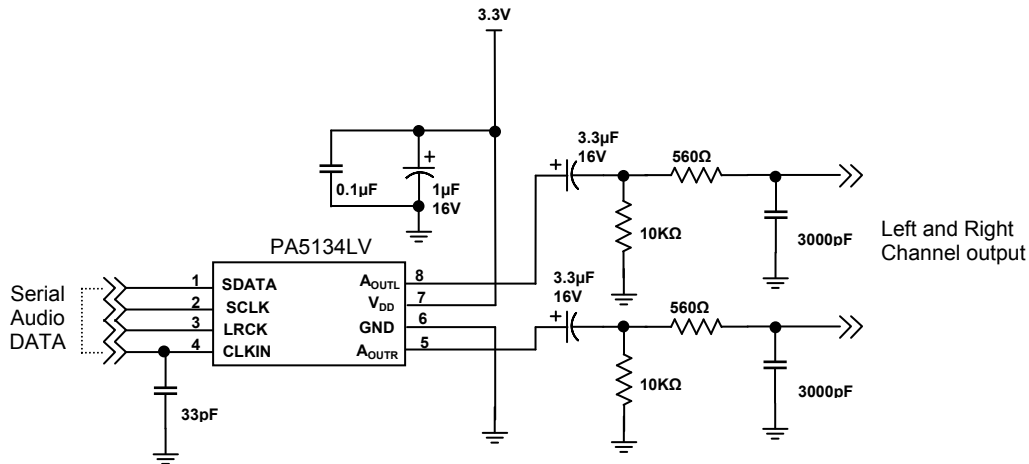 3.3V
0.1µF
+
1µF
16V
3.3µF
16V
+
560Ω
10KΩ
3000pF
Left and Right
Channel output
PA5134LV
Serial
Audio
DATA
1
2
3
4
SDATA
SCLK
LRCK
CLKIN
AOUTL
VDD
GND
AOUTR
8
7
6
5
33pF
3.3µF
16V
+
560Ω
10KΩ
3000pF